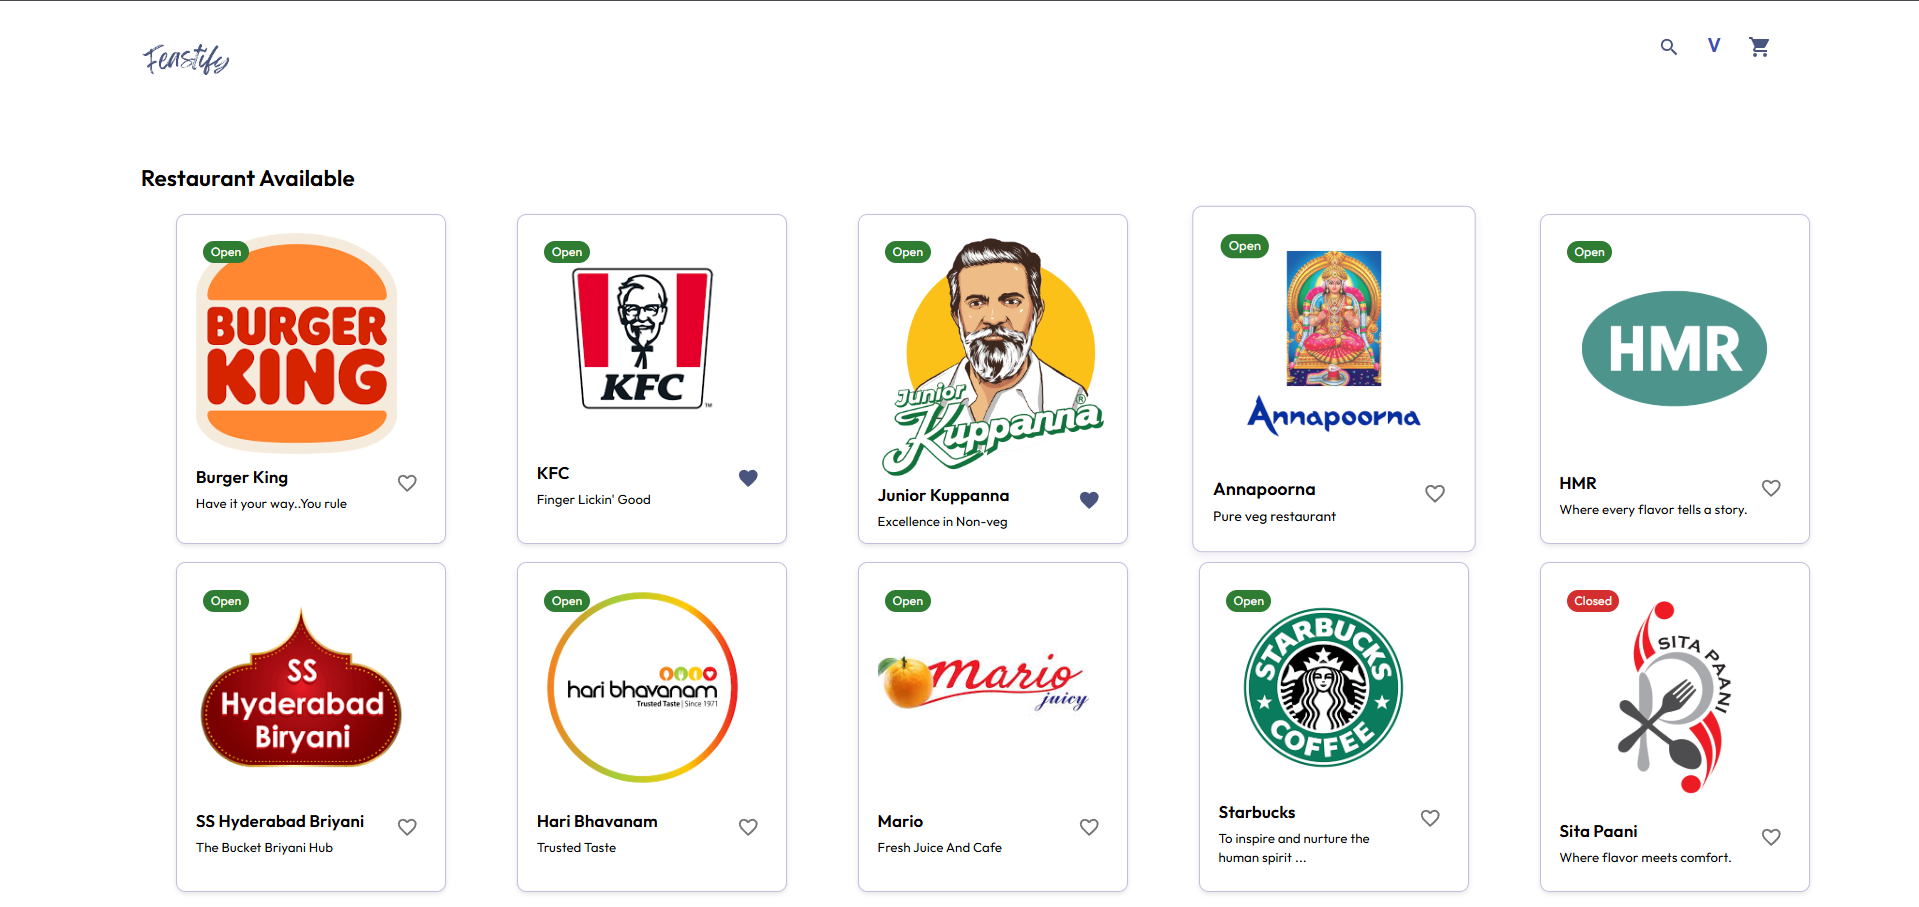 Feastify
V
Restaurant Available
Open
BURGER
KING
Burger King
Have it your way..You rule
Open
KFC
™
KFC
Finger Lickin' Good
Open
Junior
Kuppanna
®
Junior Kuppanna
Excellence in Non-veg
Open
Annapoorna
Annapoorna
Pure veg restaurant
Open
HMR
HMR
Where every flavor tells a story.
Open
SS
Hyderabad
Biryani
SS Hyderabad Briyani
The Bucket Briyani Hub
Open
hari bhavanam
Trusted Taste | Since 1971
Hari Bhavanam
Trusted Taste
Open
mario
juicy
Mario
Fresh Juice And Cafe
Open
STARBUCKS
COFFEE
Starbucks
To inspire and nurture the
human spirit ...
Closed
SITA PAANI
Sita Paani
Where flavor meets comfort.